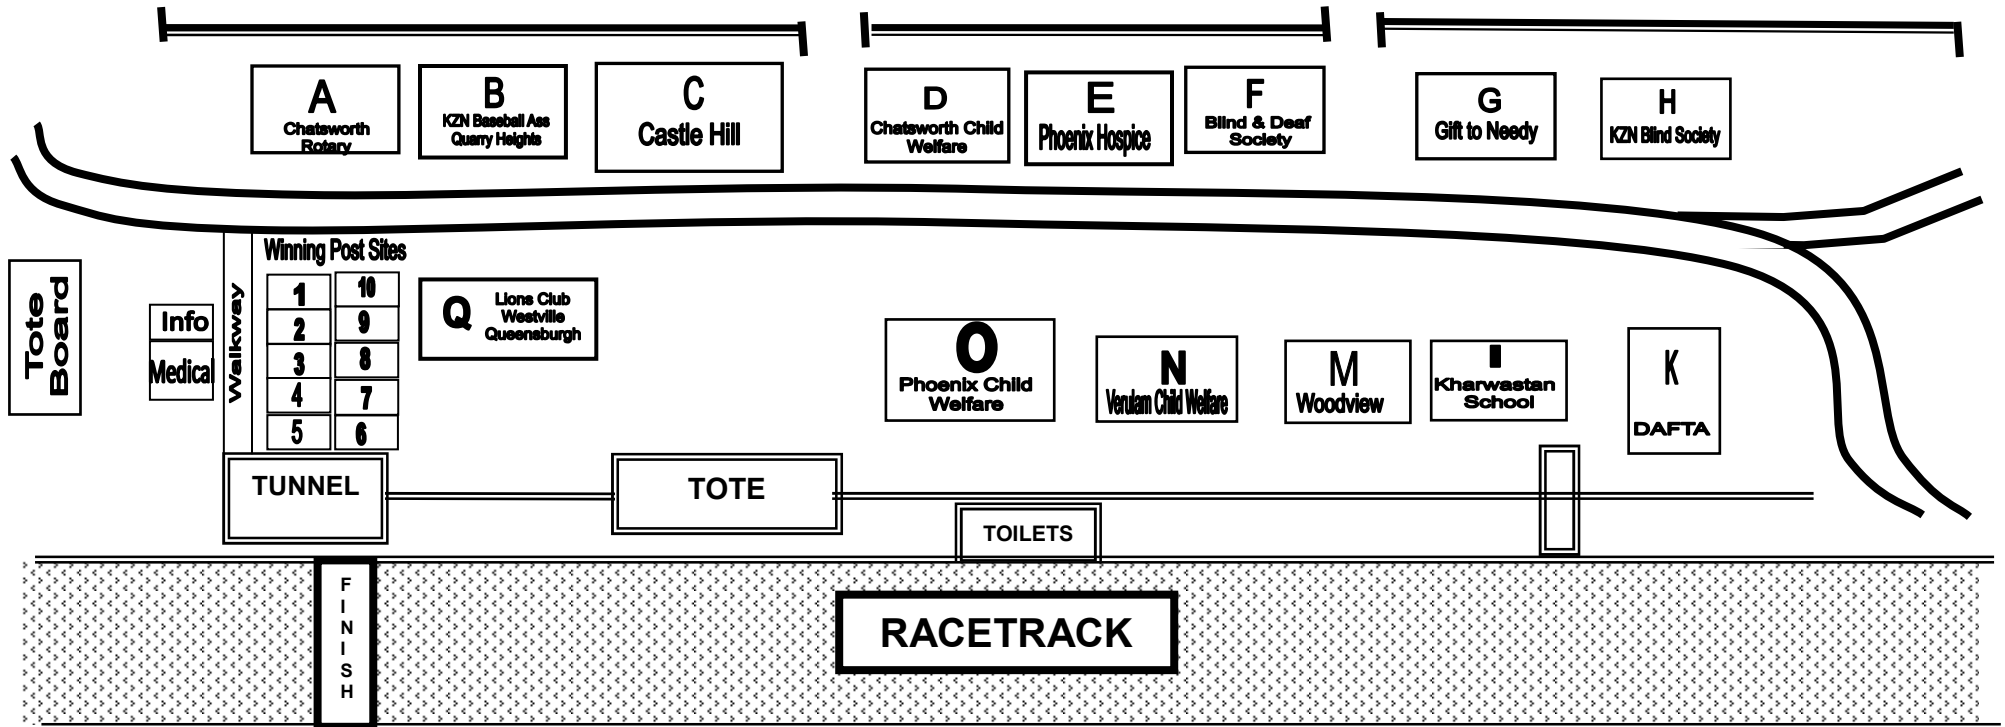 A
Chatsworth
Rotary
B
KZN Baseball Ass
Quarry Heights
C
Castle Hill
D
Chatsworth Child
Welfare
E
Phoenix Hospice
F
Blind & Deaf
Society
G
Gift to Needy
H
KZN Blind Society
Tote
Board
Info
Medical
Walkway
Winning Post Sites
1
10
2
9
3
8
4
7
5
6
Q
Lions Club
Westville
Queensburgh
O
Phoenix Child
Welfare
N
Verulam Child Welfare
M
Woodview
Kharwastan
School
K
DAFTA
TUNNEL
TOTE
TOILETS
FINISH
RACETRACK